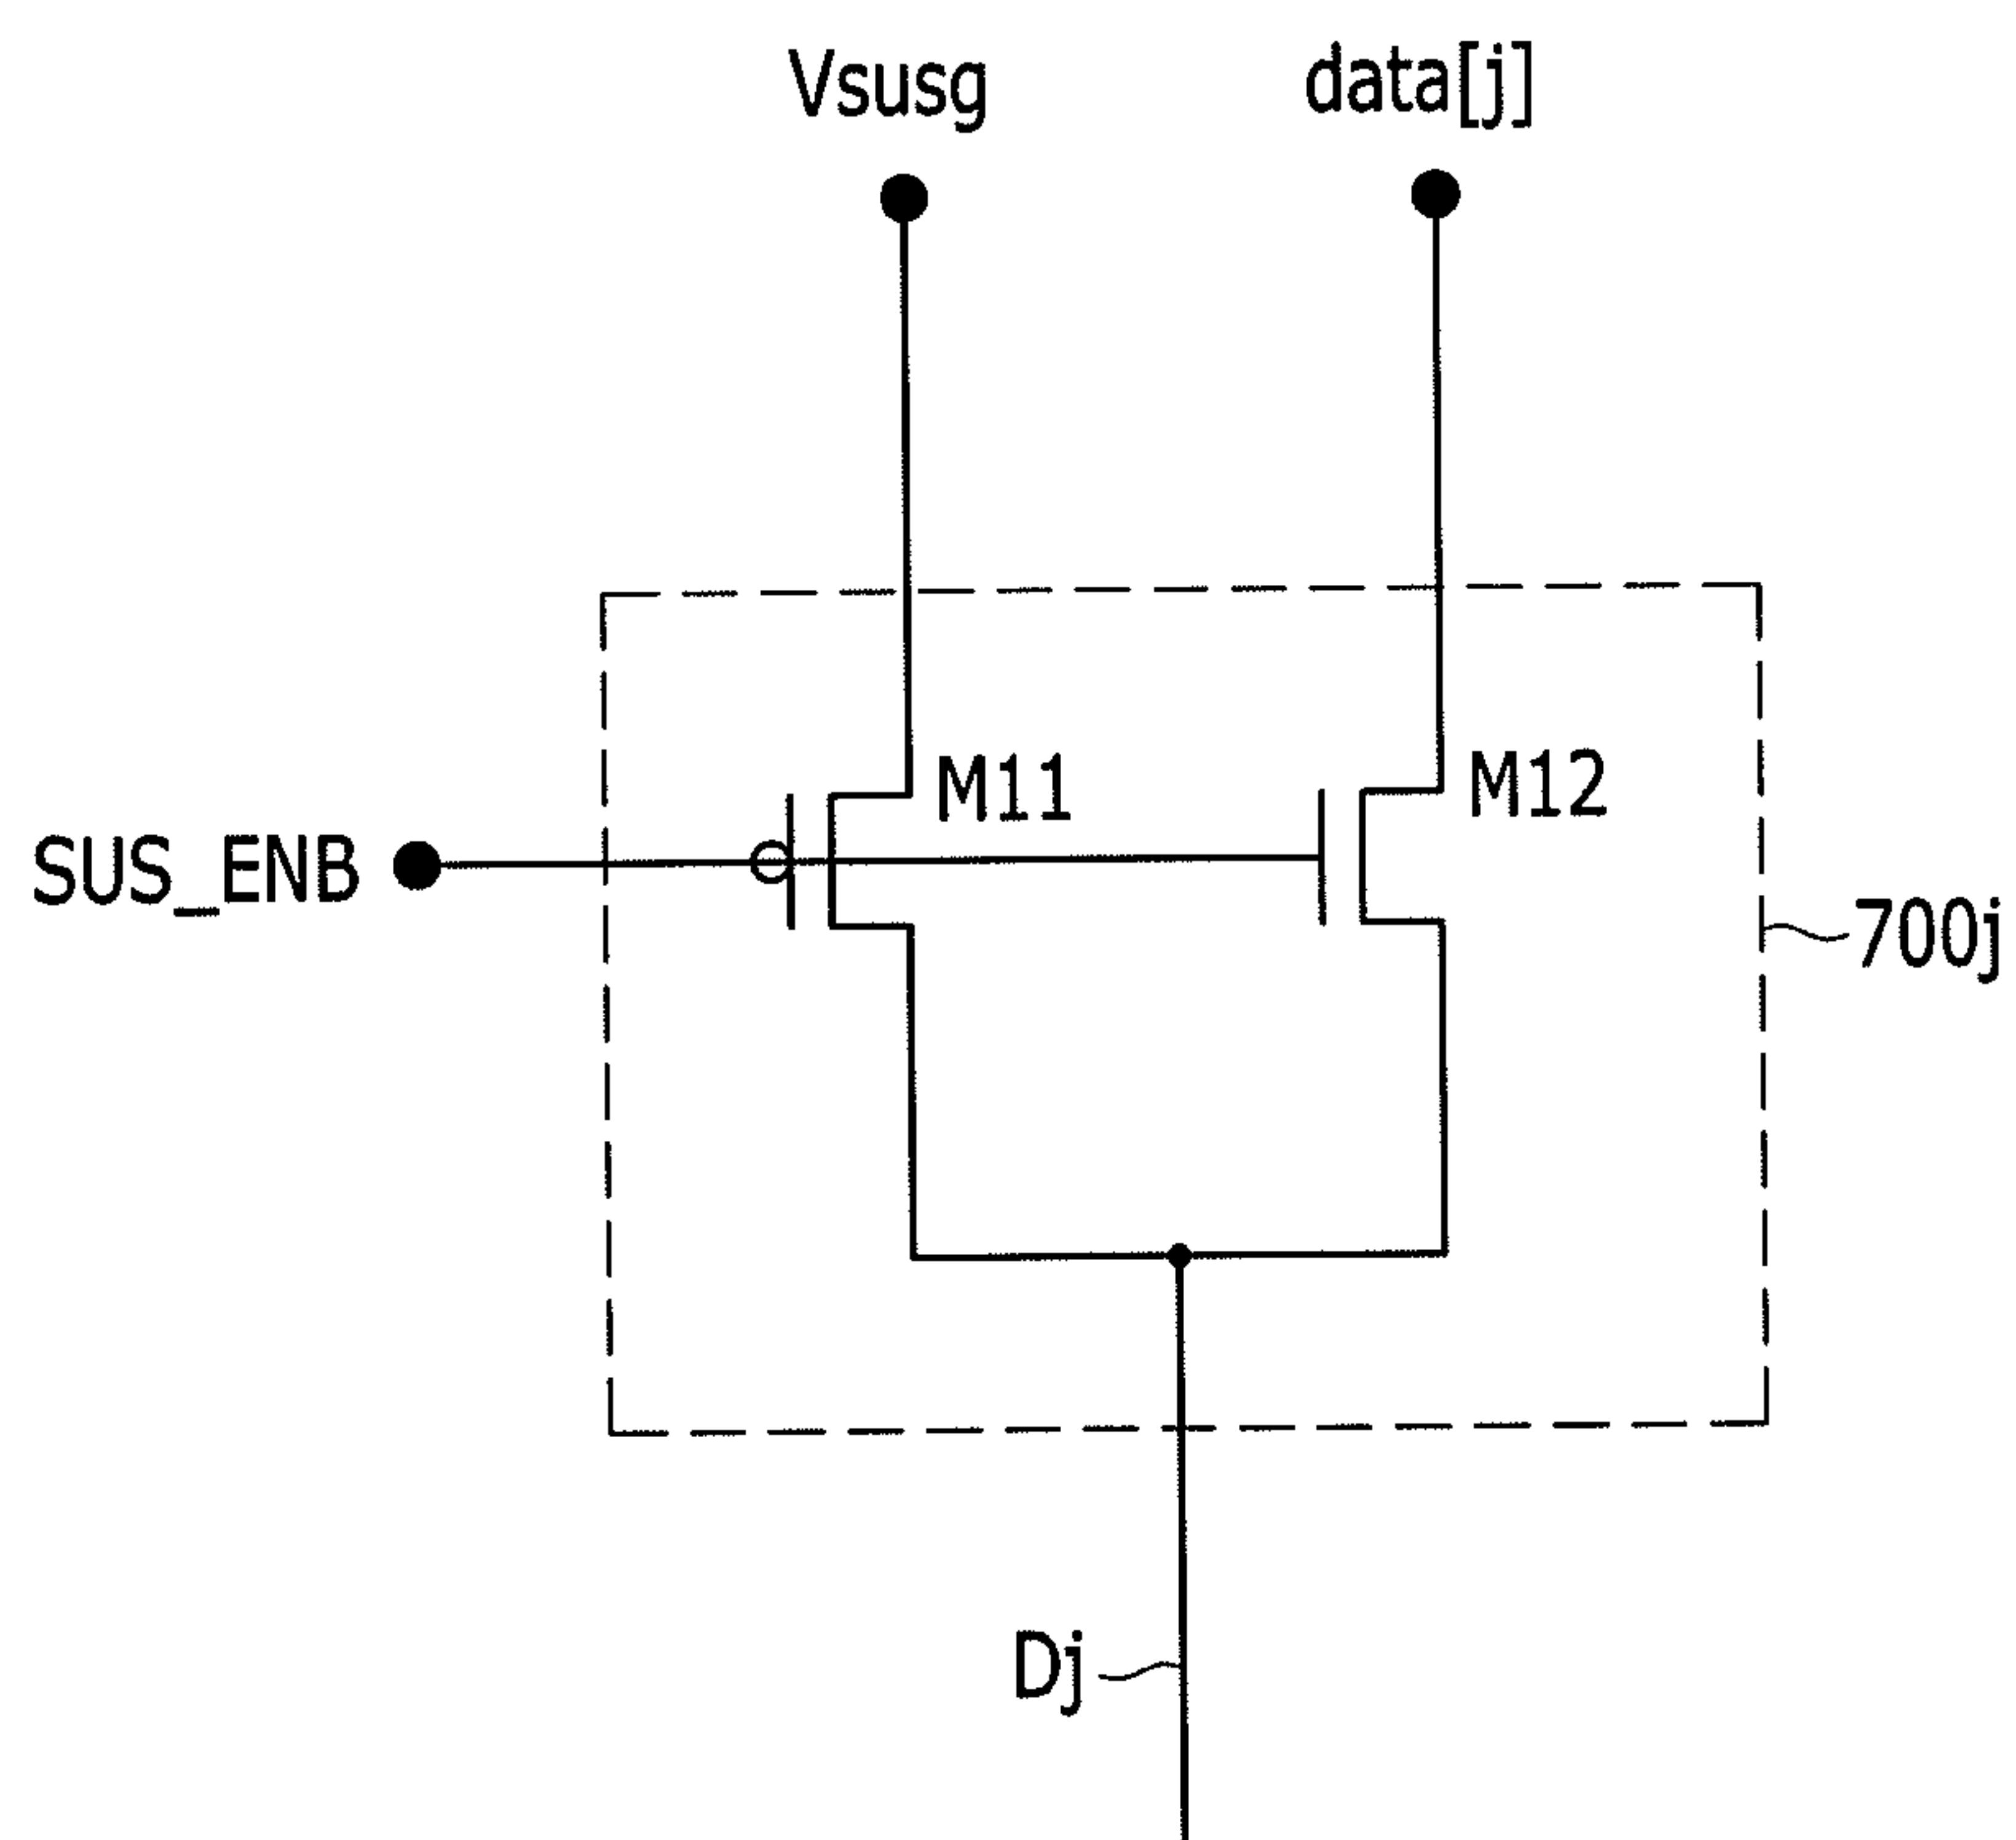 Vsusg
data[j]
M11
M12
SUS_ENB
700j
Dj